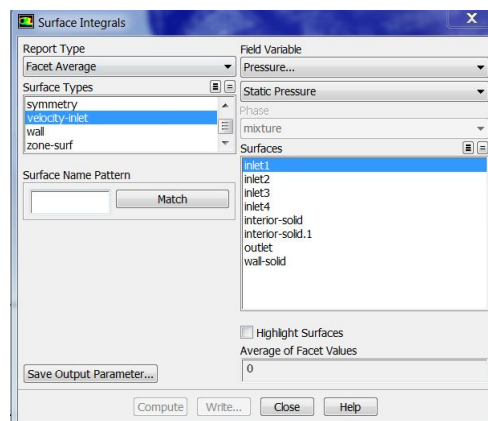 Surface Integrals
X
Report Type
Facet Average
Surface Types
symmetry
velocity-inlet
wall
zone-surf
Surface Name Pattern
Match
Save Output Parameter...
Field Variable
Pressure...
Static Pressure
Phase
mixture
Surfaces
inlet1
inlet2
inlet3
inlet4
interior-solid
interior-solid.1
outlet
wall-solid
Highlight Surfaces
Average of Facet Values
0
Compute Write... Close Help